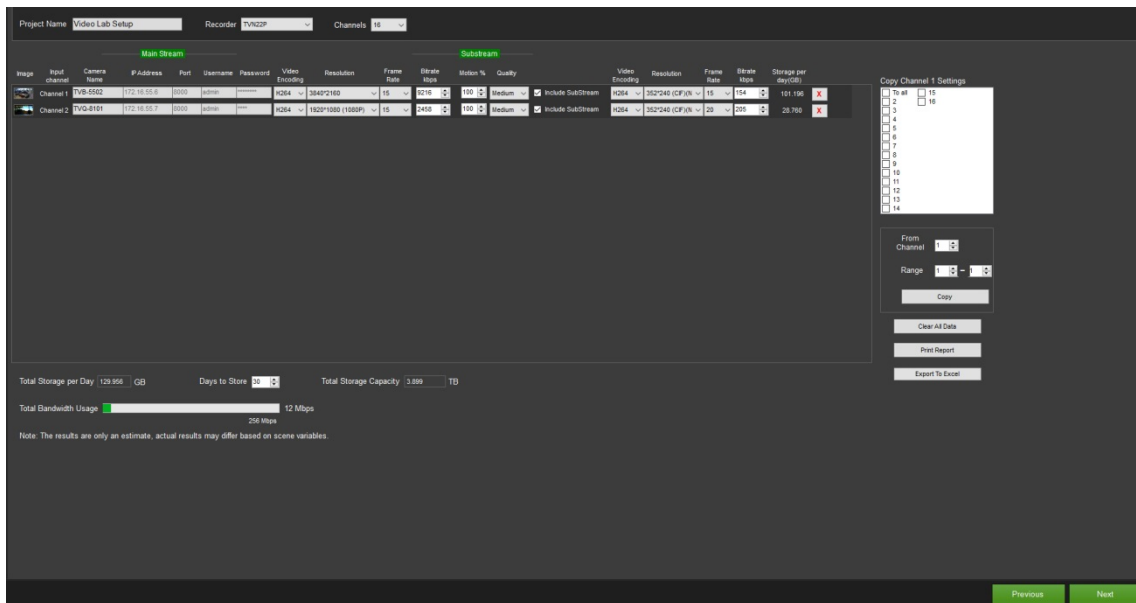 Project Name Video Lab Setup Recorder TVN22P Channels 16
Main Stream Substream
Image Input channel Camera Name IP Address Port Username Password Video Encoding Resolution Frame Rate Bitrate kbps Motion % Quality Video Encoding Resolution Frame Rate Bitrate kbps Storage per day(GB)
Channel 1 TVB-5502 172.16.55.6 8000 admin ******** H264 3840*2160 15 9216 100 Medium Include SubStream H264 352*240 (CIF)(N 15 154 101.196 X
Channel 2 TVQ-8101 172.16.55.7 8000 admin **** H264 1920*1080 (1080P) 15 2458 100 Medium Include SubStream H264 352*240 (CIF)(N 20 205 28.760 X
Copy Channel 1 Settings
To all 15
2 16
3
4
5
6
7
8
9
10
11
12
13
14
From Channel 1
Range 1 - 1
Copy
Clear All Data
Print Report
Export To Excel
Total Storage per Day 129.956 GB Days to Store 30 Total Storage Capacity 3.899 TB
Total Bandwidth Usage 12 Mbps
256 Mbps
Note: The results are only an estimate, actual results may differ based on scene variables.
Previous Next